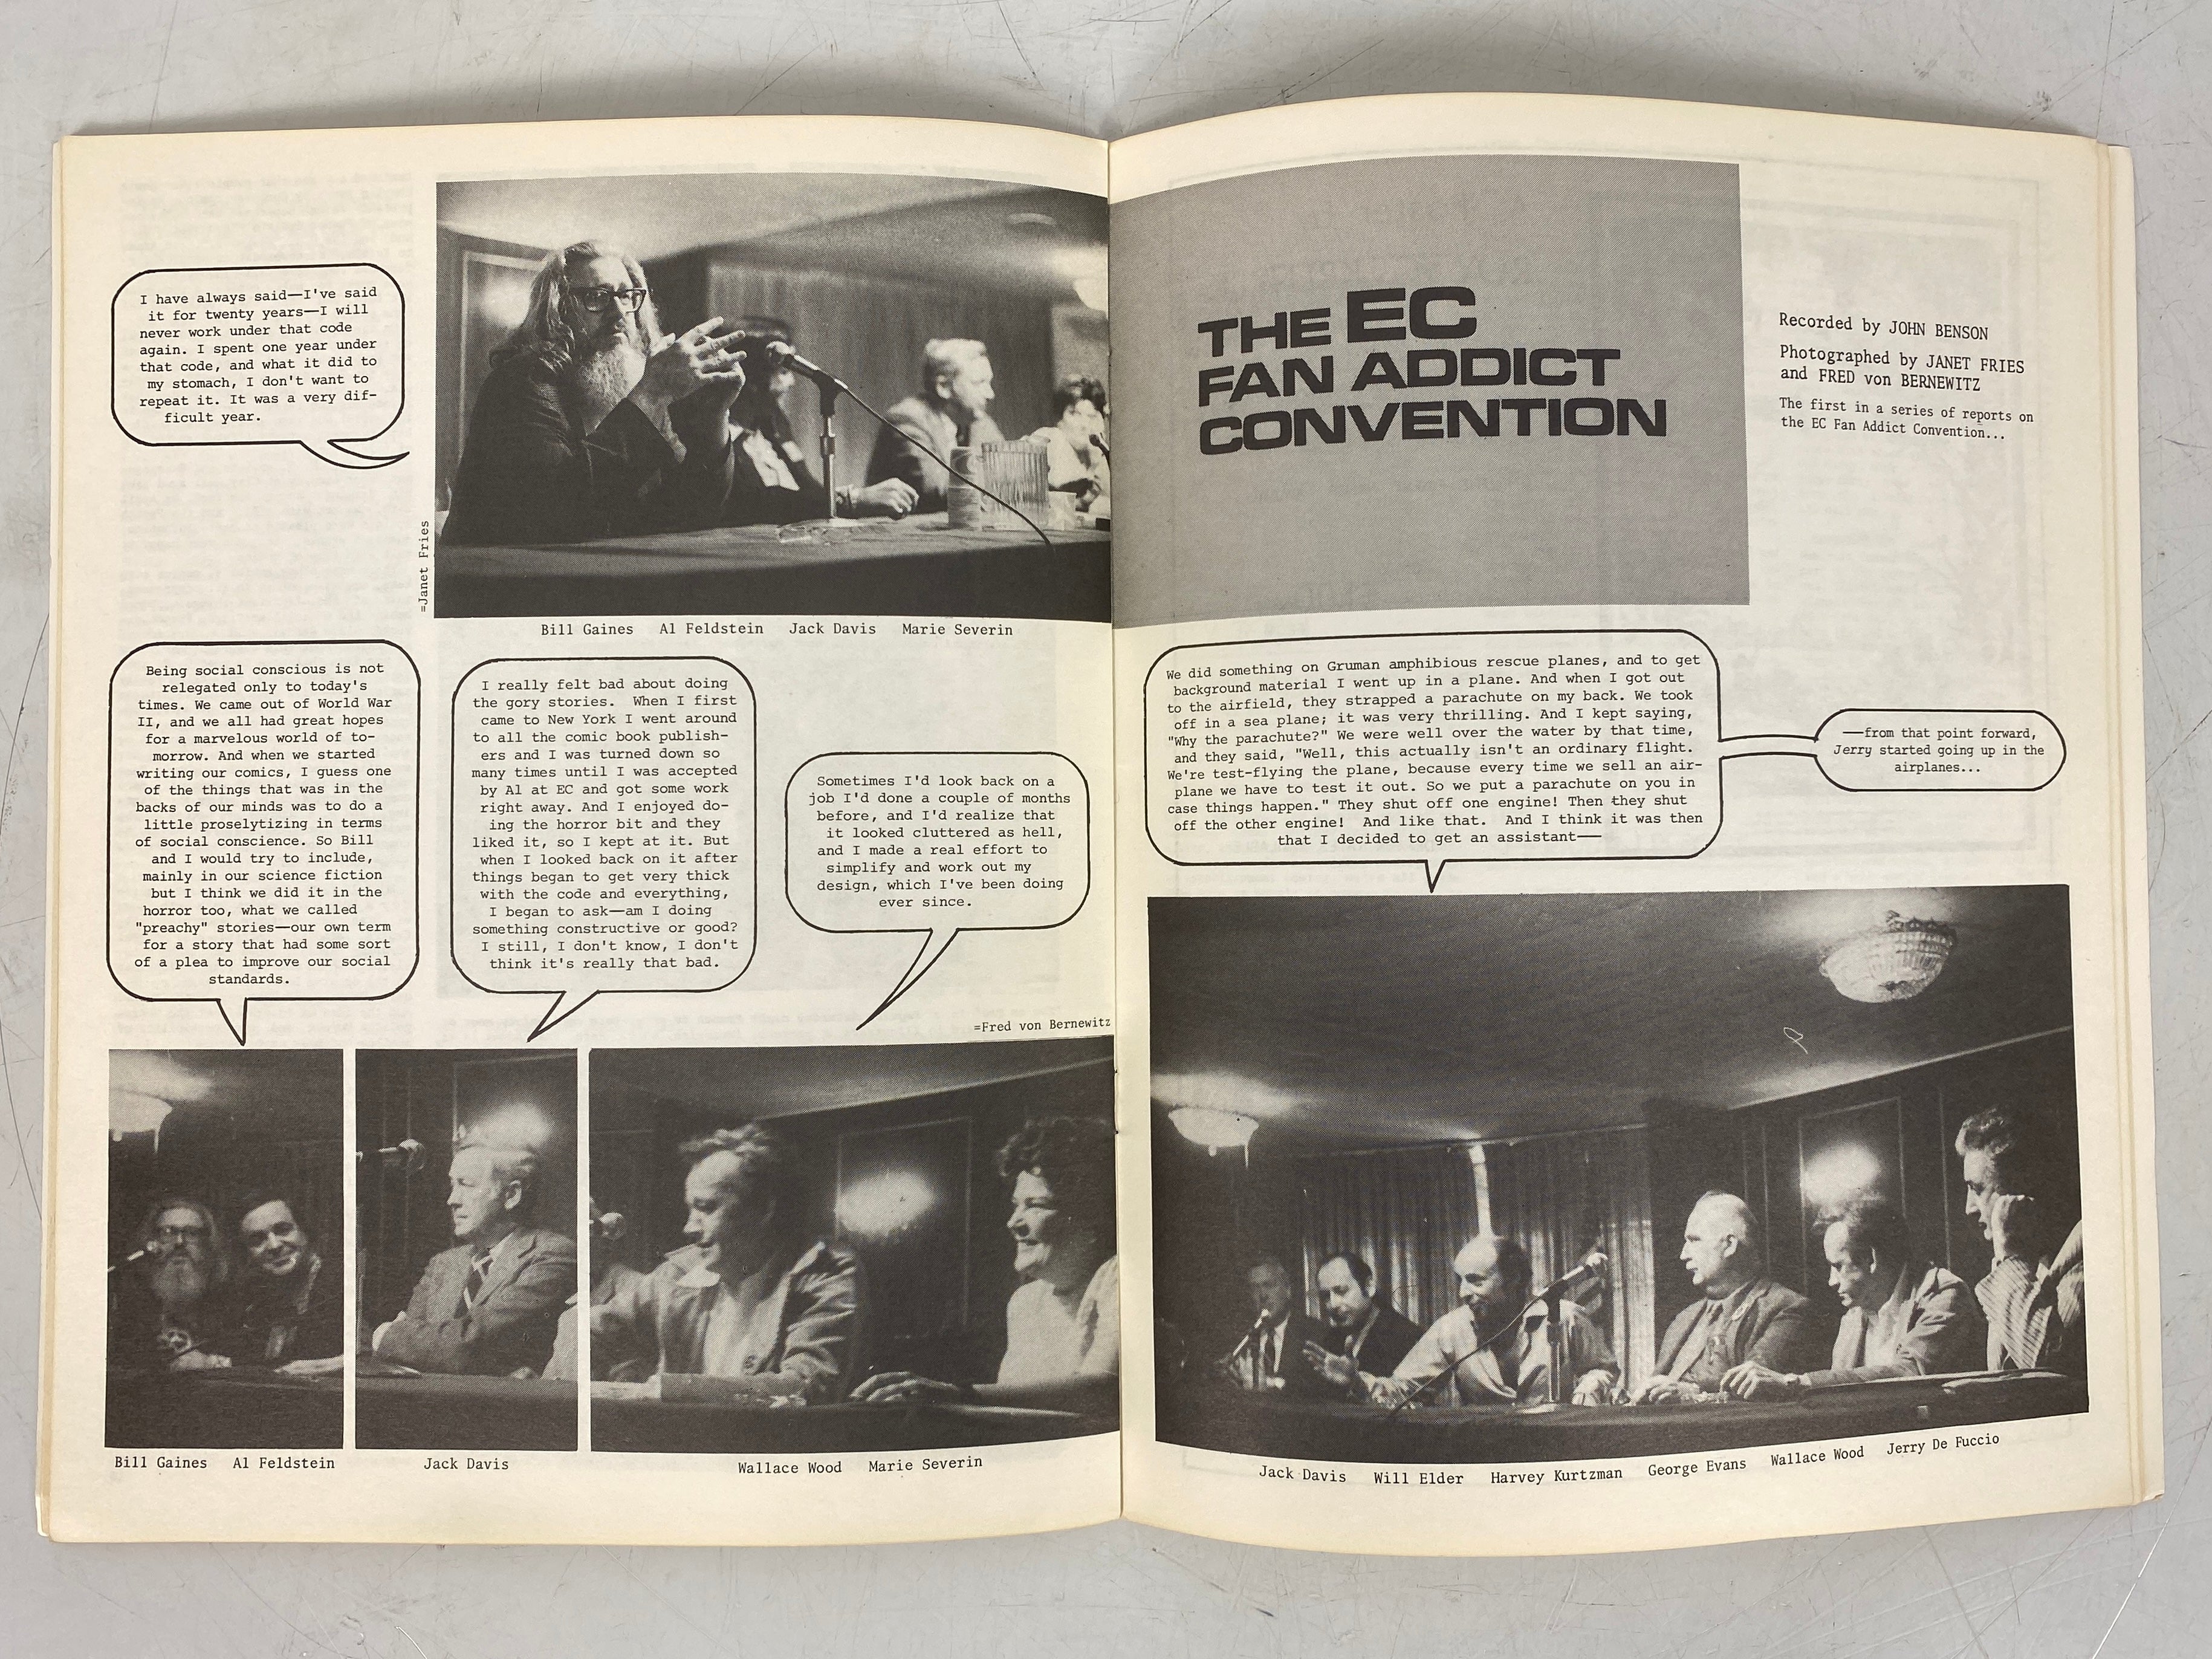 I have always said—I've said
it for twenty years—I will
never work under that code
again. I spent one year under
that code, and what it did to
my stomach, I don't want to
repeat it. It was a very dif-
ficult year.
=Janet Fries
Bill Gaines Al Feldstein Jack Davis Marie Severin
Being social conscious is not
relegated only to today's
times. We came out of World War
II, and we all had great hopes
for a marvelous world of to-
morrow. And when we started
writing our comics, I guess one
of the things that was in the
backs of our minds was to do a
little proselytizing in terms
of social conscience. So Bill
and I would try to include,
mainly in our science fiction
but I think we did it in the
horror too, what we called
"preachy" stories—our own term
for a story that had some sort
of a plea to improve our social
standards.
I really felt bad about doing
the gory stories. When I first
came to New York I went around
to all the comic book publish-
ers and I was turned down so
many times until I was accepted
by Al at EC and got some work
right away. And I enjoyed do-
ing the horror bit and they
liked it, so I kept at it. But
when I looked back on it after
things began to get very thick
with the code and everything,
I began to ask—am I doing
something constructive or good?
I still, I don't know, I don't
think it's really that bad.
Sometimes I'd look back on a
job I'd done a couple of months
before, and I'd realize that
it looked cluttered as hell,
and I made a real effort to
simplify and work out my
design, which I've been doing
ever since.
=Fred von Bernewitz
Bill Gaines Al Feldstein
Jack Davis
Wallace Wood Marie Severin
THE EC
FAN ADDICT
CONVENTION
Recorded by JOHN BENSON
Photographed by JANET FRIES
and FRED von BERNEWITZ
The first in a series of reports on
the EC Fan Addict Convention...
We did something on Gruman amphibious rescue planes, and to get
background material I went up in a plane. And when I got out
to the airfield, they strapped a parachute on my back. We took
off in a sea plane; it was very thrilling. And I kept saying,
"Why the parachute?" We were well over the water by that time,
and they said, "Well, this actually isn't an ordinary flight.
We're test-flying the plane, because every time we sell an air-
plane we have to test it out. So we put a parachute on you in
case things happen." They shut off one engine! Then they shut
off the other engine! And like that. And I think it was then
that I decided to get an assistant—
—from that point forward,
Jerry started going up in the
airplanes...
Jack Davis Will Elder Harvey Kurtzman George Evans Wallace Wood Jerry De Fuccio